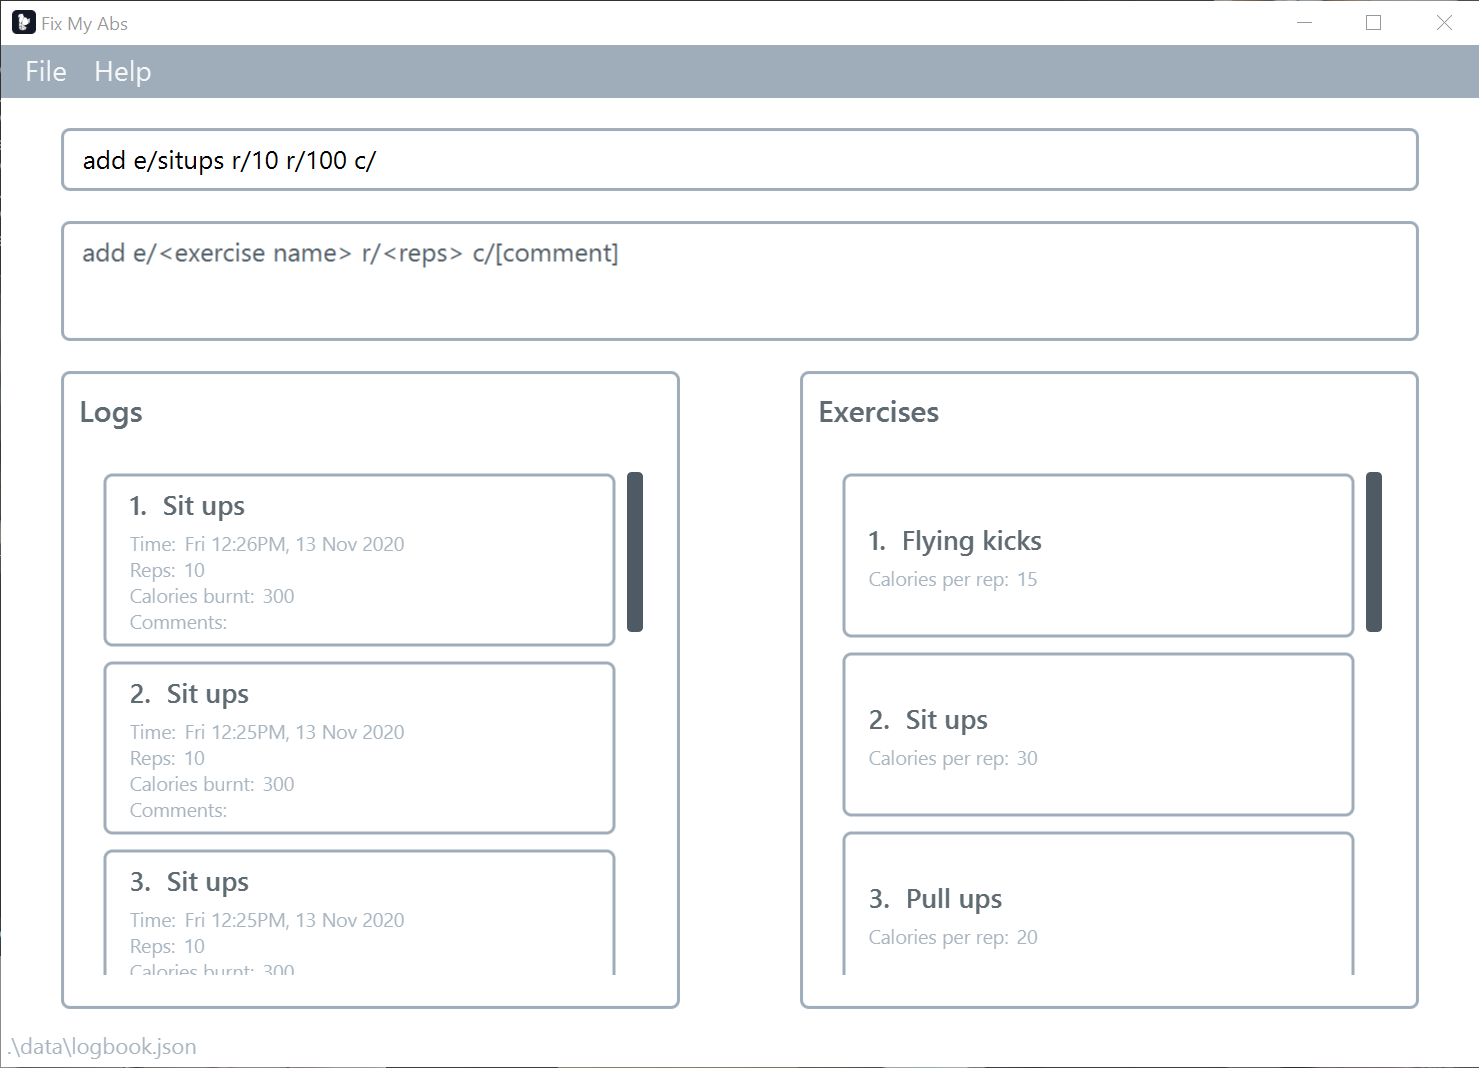 Fix My Abs
File Help
add e/situps r/10 r/100 c/
add e/<exercise name> r/<reps> c/[comment]
Logs
1. Sit ups
Time: Fri 12:26PM, 13 Nov 2020
Reps: 10
Calories burnt: 300
Comments:
2. Sit ups
Time: Fri 12:25PM, 13 Nov 2020
Reps: 10
Calories burnt: 300
Comments:
3. Sit ups
Time: Fri 12:25PM, 13 Nov 2020
Reps: 10
Calories burnt: 300
Exercises
1. Flying kicks
Calories per rep: 15
2. Sit ups
Calories per rep: 30
3. Pull ups
Calories per rep: 20
.\data\logbook.json